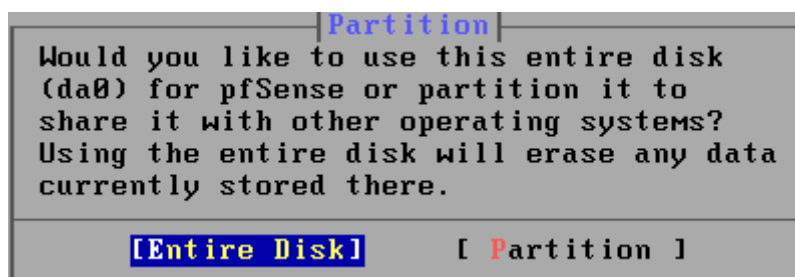 Partition
Would you like to use this entire disk
(da0) for pfSense or partition it to
share it with other operating systems?
Using the entire disk will erase any data
currently stored there.
[Entire Disk] [ Partition ]